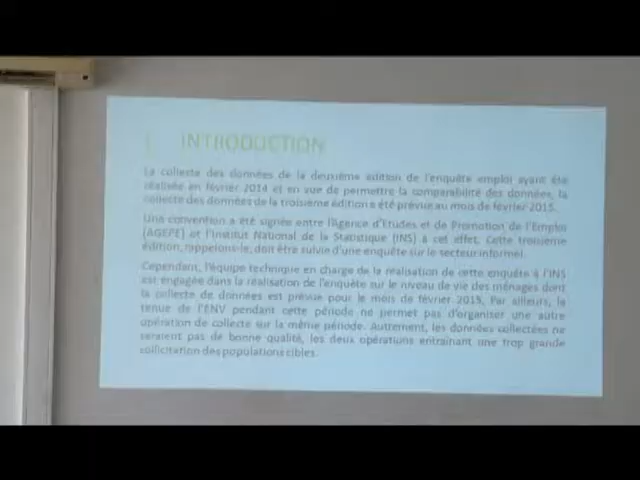 I. INTRODUCTION
La collecte des données de la deuxième édition de l'enquête emploi ayant été
réalisée en février 2014 et en vue de permettre la comparabilité des données, la
collecte des données de la troisième édition a été prévue au mois de février 2015.
Une convention a été signée entre l'Agence d'Etudes et de Promotion de l'Emploi
(AGEPE) et l'Institut National de la Statistique (INS) à cet effet. Cette troisième
édition, rappelons-le, doit être suivie d'une enquête sur le secteur informel.
Cependant, l'équipe technique en charge de la réalisation de cette enquête à l'INS
est engagée dans la réalisation de l'enquête sur le niveau de vie des ménages dont
la collecte de données est prévue pour le mois de février 2015. Par ailleurs, la
tenue de l'ENV pendant cette période ne permet pas d'organiser une autre
opération de collecte sur la même période. Autrement, les données collectées ne
seraient pas de bonne qualité, les deux opérations entraînant une trop grande
sollicitation des populations cibles.